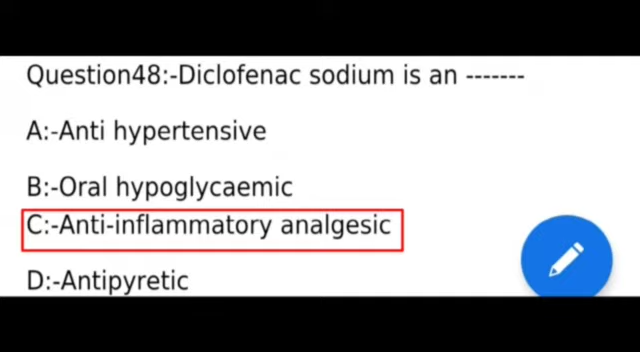 Question48:-Diclofenac sodium is an -------
A:-Anti hypertensive
B:-Oral hypoglycaemic
C:-Anti-inflammatory analgesic
D:-Antipyretic